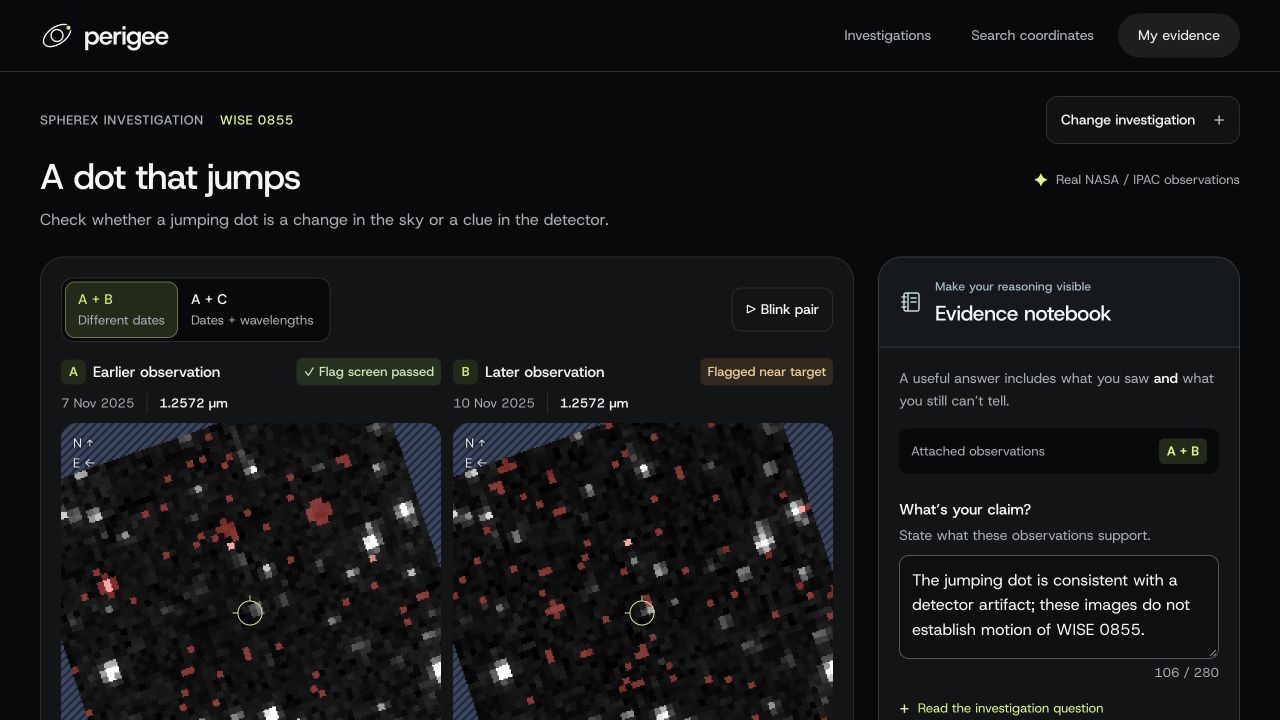 perigee
Investigations
Search coordinates
My evidence
SPHEREX INVESTIGATION WISE 0855
Change investigation +
A dot that jumps
Real NASA / IPAC observations
Check whether a jumping dot is a change in the sky or a clue in the detector.
A + B
Different dates
A + C
Dates + wavelengths
Blink pair
A Earlier observation
✓ Flag screen passed
7 Nov 2025 1.2572 µm
N ↑
E ←
B Later observation
Flagged near target
10 Nov 2025 1.2572 µm
N ↑
E ←
Make your reasoning visible
Evidence notebook
A useful answer includes what you saw and what
you still can’t tell.
Attached observations A + B
What’s your claim?
State what these observations support.
The jumping dot is consistent with a
detector artifact; these images do not
establish motion of WISE 0855.
106 / 280
+ Read the investigation question